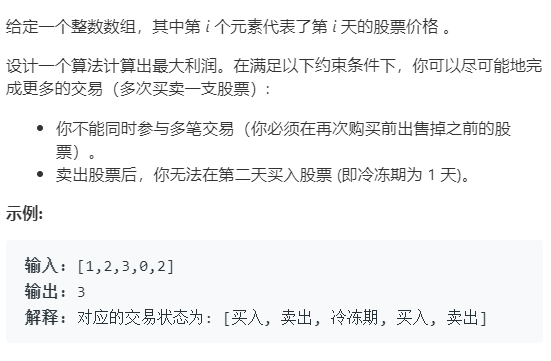 给定一个整数数组，其中第 i 个元素代表了第 i 天的股票价格 。
设计一个算法计算出最大利润。在满足以下约束条件下，你可以尽可能地完
成更多的交易（多次买卖一支股票）:
• 你不能同时参与多笔交易（你必须在再次购买前出售掉之前的股
票）。
• 卖出股票后，你无法在第二天买入股票 (即冷冻期为 1 天)。
示例:
输入: [1,2,3,0,2]
输出: 3
解释: 对应的交易状态为: [买入, 卖出, 冷冻期, 买入, 卖出]